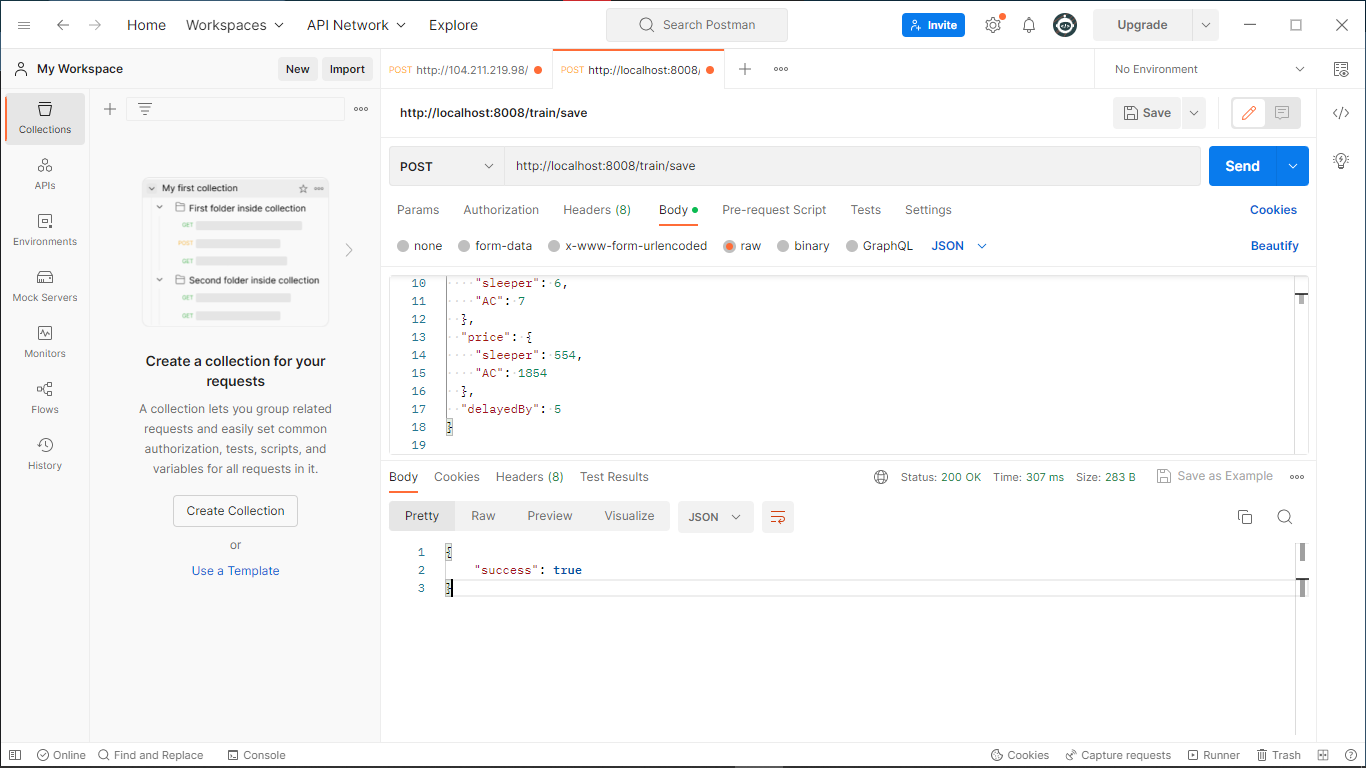 Home Workspaces API Network Explore Search Postman Invite Upgrade
My Workspace New Import POST http://104.211.219.98/ POST http://localhost:8008/ No Environment
Collections
APIs
Environments
Mock Servers
Monitors
Flows
History
My first collection
First folder inside collection
GET
POST
GET
Second folder inside collection
GET
GET
Create a collection for your
requests
A collection lets you group related
requests and easily set common
authorization, tests, scripts, and
variables for all requests in it.
Create Collection
or
Use a Template
http://localhost:8008/train/save Save
POST http://localhost:8008/train/save Send
Params Authorization Headers (8) Body Pre-request Script Tests Settings Cookies
none form-data x-www-form-urlencoded raw binary GraphQL JSON Beautify
10 "sleeper": 6,
11 "AC": 7
12 },
13 "price": {
14 "sleeper": 554,
15 "AC": 1854
16 },
17 "delayedBy": 5
18 }
19
Body Cookies Headers (8) Test Results Status: 200 OK Time: 307 ms Size: 283 B Save as Example
Pretty Raw Preview Visualize JSON
1 {
2 "success": true
3 }
Online Find and Replace Console Cookies Capture requests Runner Trash